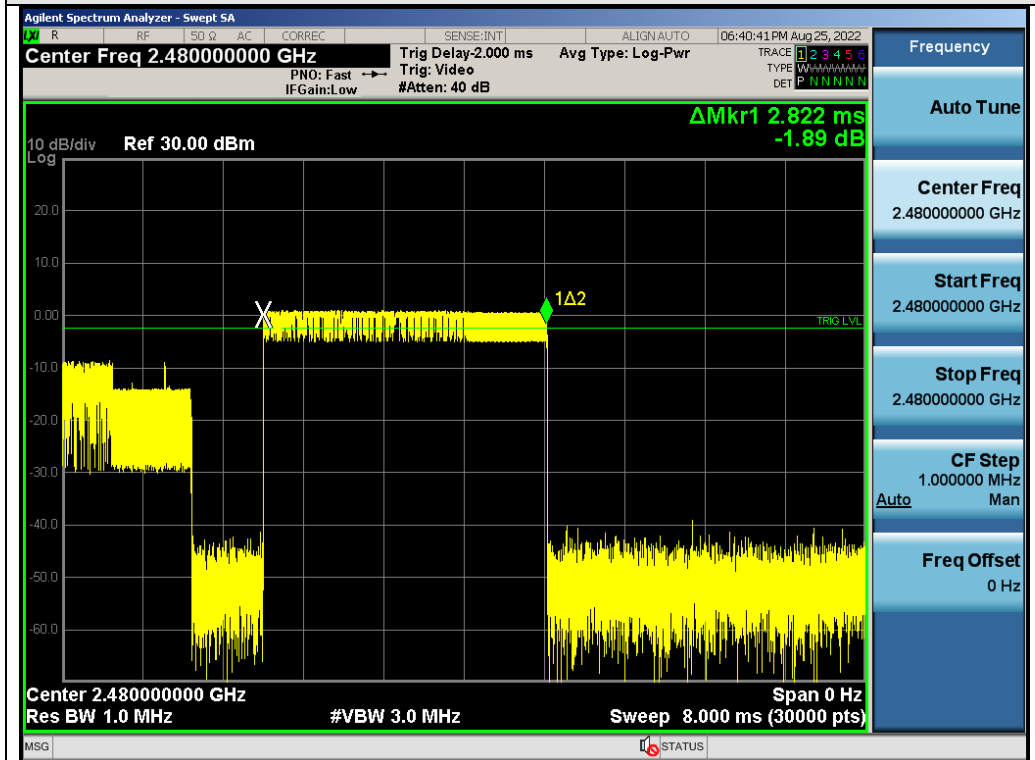 Agilent Spectrum Analyzer - Swept SA
LXI R RF 50 Ω AC CORREC SENSE:INT ALIGN AUTO 06:40:41 PM Aug 25, 2022
Center Freq 2.480000000 GHz
PNO: Fast
IFGain:Low
Trig Delay-2.000 ms
Trig: Video
#Atten: 40 dB
Avg Type: Log-Pwr
TRACE 1 2 3 4 5 6
TYPE WWWWWW
DET P N N N N N
ΔMkr1 2.822 ms
-1.89 dB
10 dB/div Ref 30.00 dBm
Log
20.0
10.0
0.00
-10.0
-20.0
-30.0
-40.0
-50.0
-60.0
X
1Δ2
TRIG LVL
Center 2.480000000 GHz
Span 0 Hz
Res BW 1.0 MHz #VBW 3.0 MHz Sweep 8.000 ms (30000 pts)
MSG STATUS
Frequency
Auto Tune
Center Freq
2.480000000 GHz
Start Freq
2.480000000 GHz
Stop Freq
2.480000000 GHz
CF Step
1.000000 MHz
Auto Man
Freq Offset
0 Hz